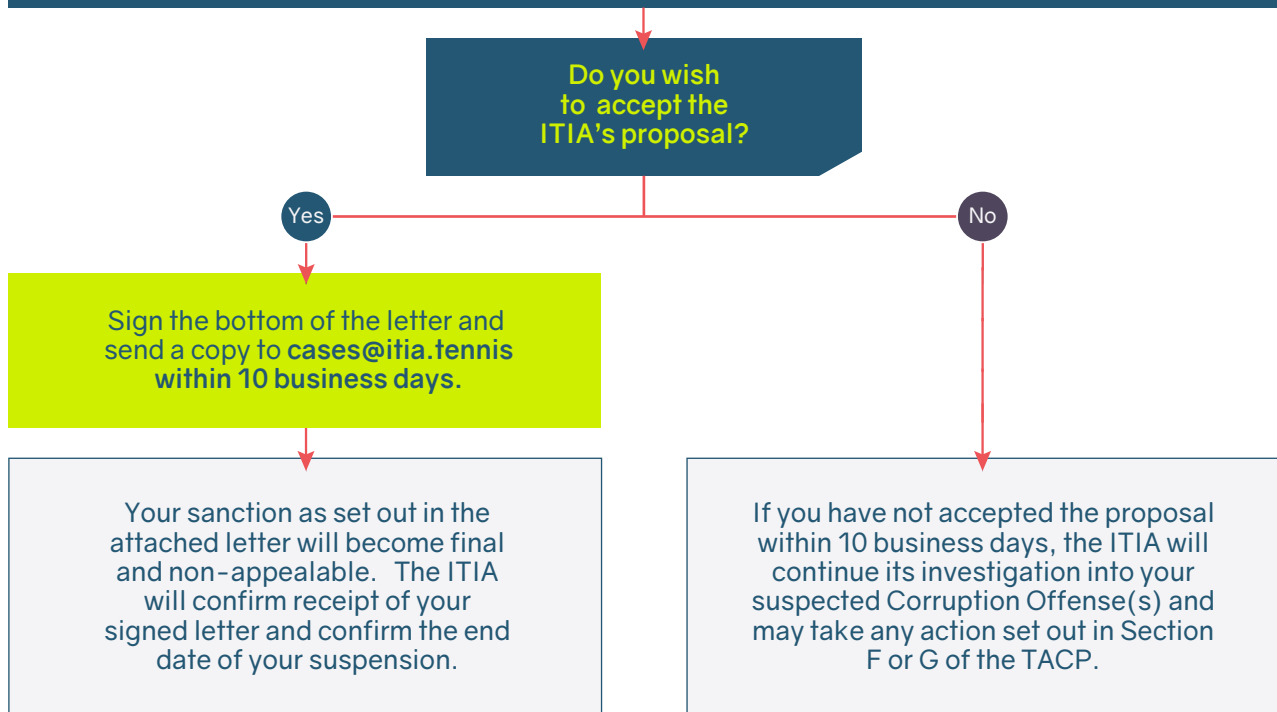 Do you wish
to accept the
ITIA's proposal?
Yes
No
Sign the bottom of the letter and
send a copy to cases@itia.tennis
within 10 business days.
Your sanction as set out in the
attached letter will become final
and non-appealable. The ITIA
will confirm receipt of your
signed letter and confirm the end
date of your suspension.
If you have not accepted the proposal
within 10 business days, the ITIA will
continue its investigation into your
suspected Corruption Offense(s) and
may take any action set out in Section
F or G of the TACP.